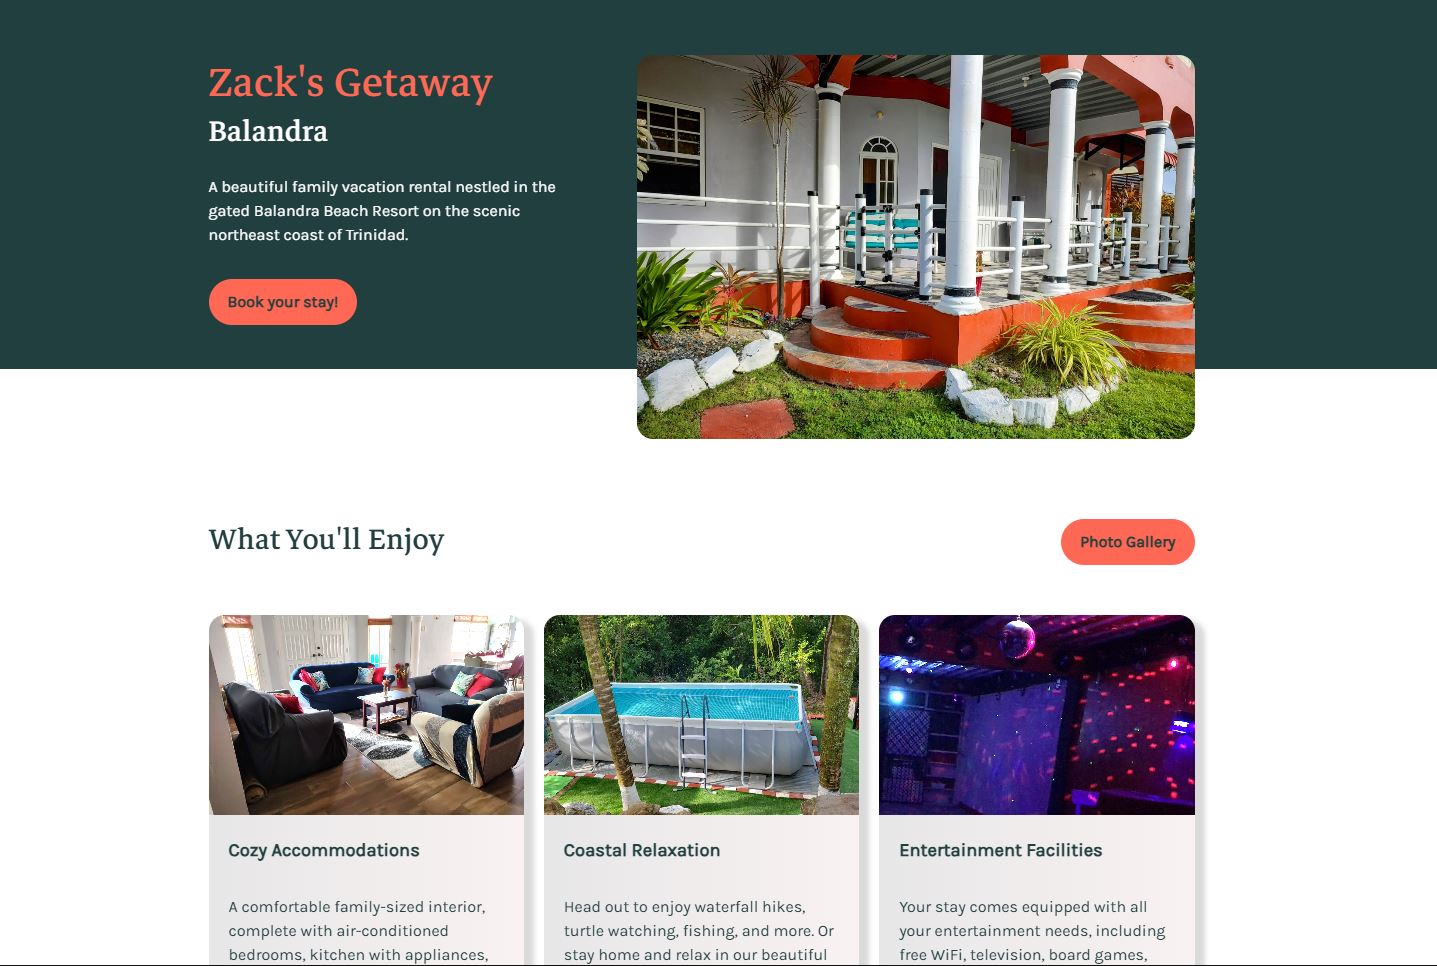 Zack's Getaway
Balandra
A beautiful family vacation rental nestled in the
gated Balandra Beach Resort on the scenic
northeast coast of Trinidad.
Book your stay!
What You'll Enjoy
Photo Gallery
Cozy Accommodations
A comfortable family-sized interior,
complete with air-conditioned
bedrooms, kitchen with appliances,
Coastal Relaxation
Head out to enjoy waterfall hikes,
turtle watching, fishing, and more. Or
stay home and relax in our beautiful
Entertainment Facilities
Your stay comes equipped with all
your entertainment needs, including
free WiFi, television, board games,